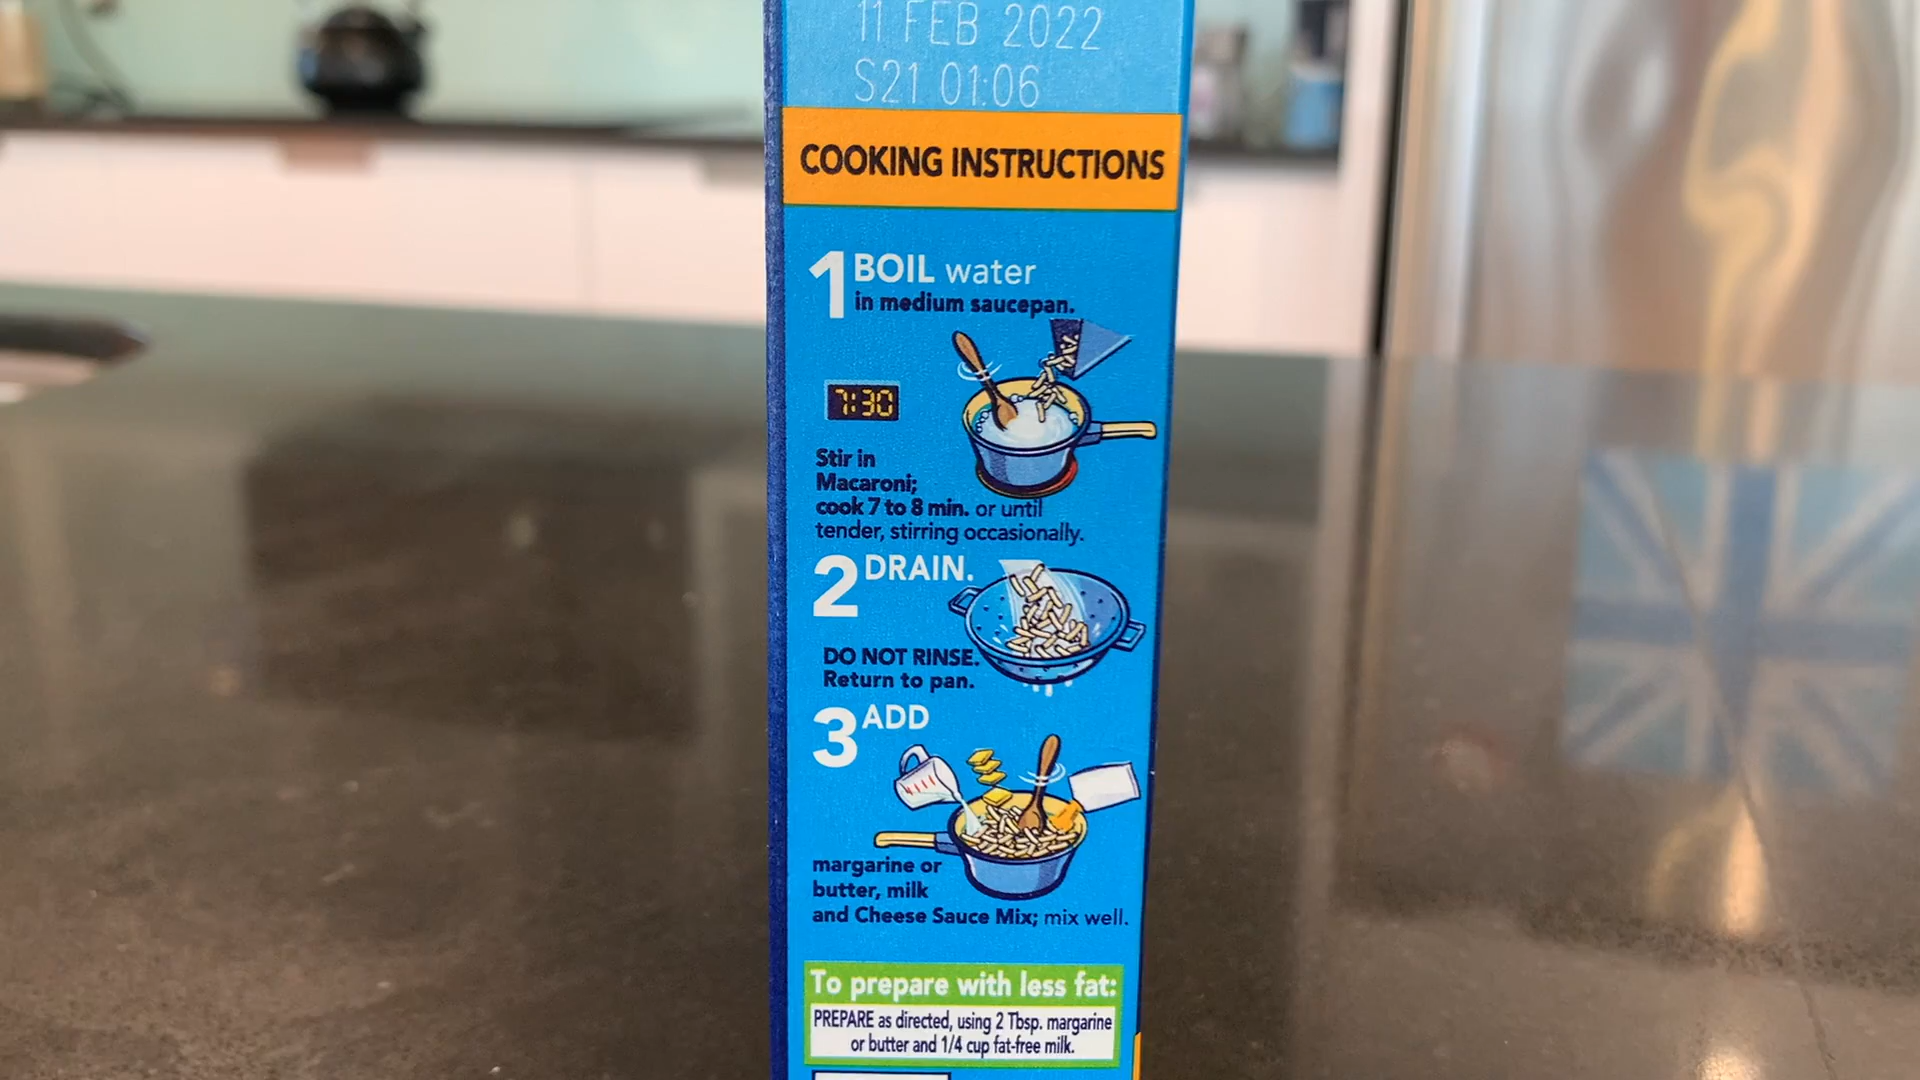 11 FEB 2022
S21 01:06
COOKING INSTRUCTIONS
1 BOIL water
in medium saucepan.
7:30
Stir in
Macaroni;
cook 7 to 8 min. or until
tender, stirring occasionally.
2 DRAIN.
DO NOT RINSE.
Return to pan.
3 ADD
margarine or
butter, milk
and Cheese Sauce Mix; mix well.
To prepare with less fat:
PREPARE as directed, using 2 Tbsp. margarine
or butter and 1/4 cup fat-free milk.